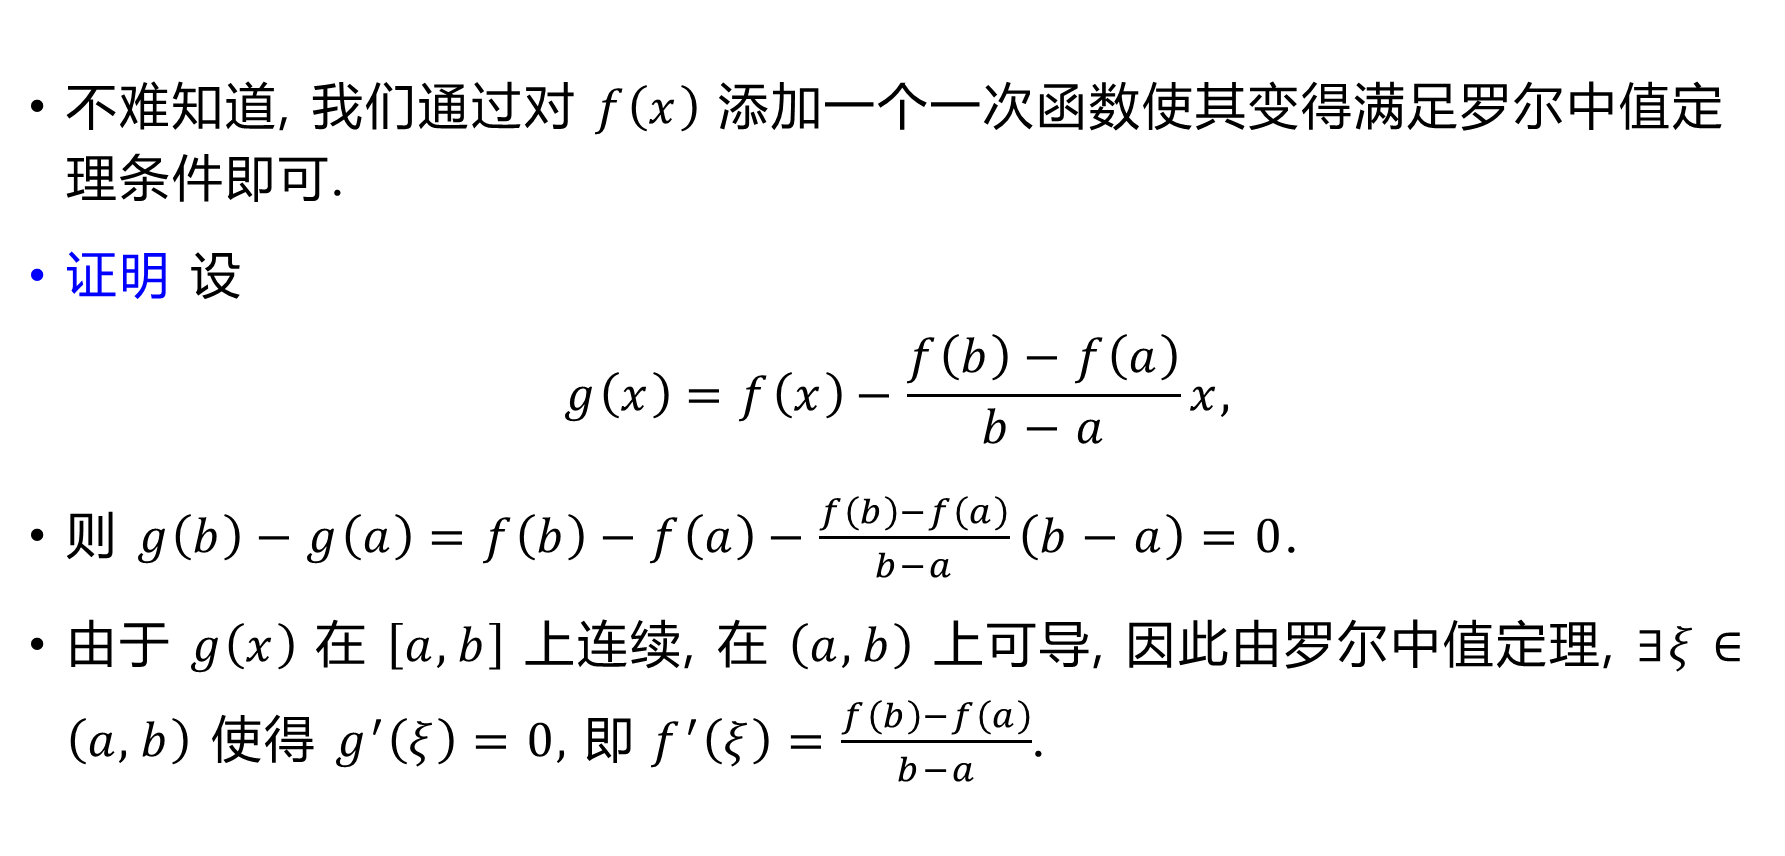 • 不难知道, 我们通过对 f(x) 添加一个一次函数使其变得满足罗尔中值定
理条件即可.
• 证明 设
g(x) = f(x) − \frac{f(b) − f(a)}{b − a} x,
• 则 g(b) − g(a) = f(b) − f(a) − \frac{f(b)−f(a)}{b−a} (b − a) = 0.
• 由于 g(x) 在 [a, b] 上连续, 在 (a, b) 上可导, 因此由罗尔中值定理, ∃ξ ∈
(a, b) 使得 g′(ξ) = 0, 即 f′(ξ) = \frac{f(b)−f(a)}{b−a}.